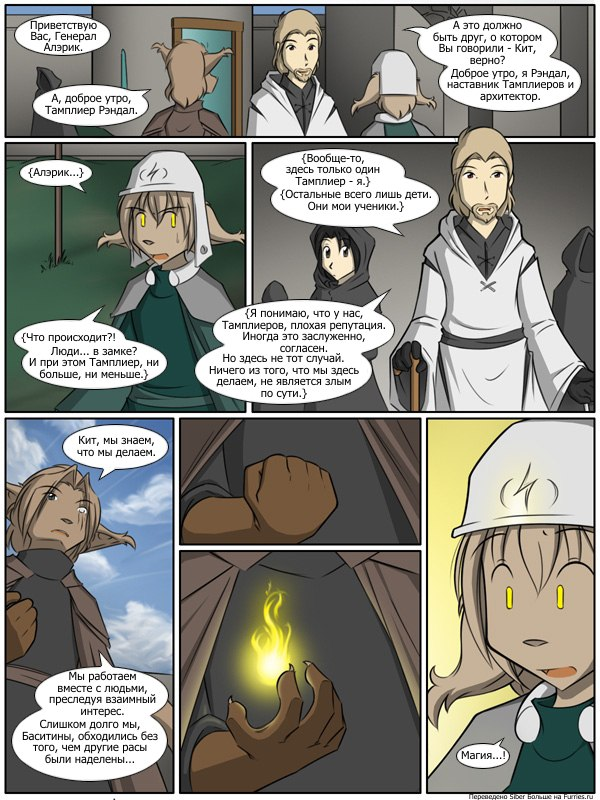 Приветствую
Вас, Генерал
Алэрик.
А, доброе утро,
Тамплиер Рэндал.
А это должно
быть друг, о котором
Вы говорили - Кит,
верно?
Доброе утро, я Рэндал,
наставник Тамплиеров и
архитектор.
{Алэрик...}
{Что происходит?!
Люди... в замке?
И при этом Тамплиер, ни
больше, ни меньше.}
{Вообще-то,
здесь только один
Тамплиер - я.}
{Остальные всего лишь дети.
Они мои ученики.}
{Я понимаю, что у нас,
Тамплиеров, плохая репутация.
Иногда это заслуженно,
согласен.
Но здесь не тот случай.
Ничего из того, что мы здесь
делаем, не является злым
по сути.}
Кит, мы знаем,
что мы делаем.
Мы работаем
вместе с людьми,
преследуя взаимный
интерес.
Слишком долго мы,
Баситины, обходились без
того, чем другие расы
были наделены...
Магия...!
Переведено Siber Больше на Furries.ru